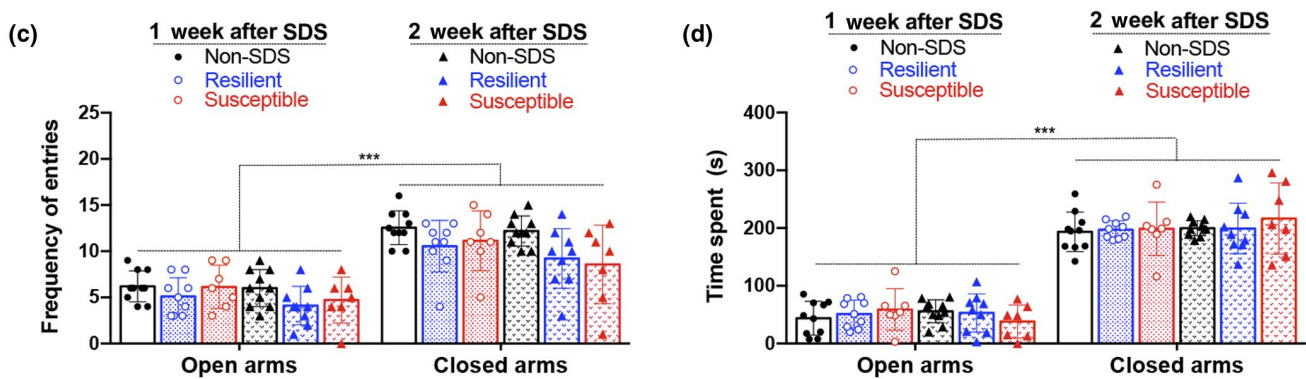 (c)
1 week after SDS
2 week after SDS
Non-SDS
Non-SDS
Resilient
Resilient
Susceptible
Susceptible
Frequency of entries
25
20
15
10
5
0
***
Open arms
Closed arms
(d)
1 week after SDS
2 week after SDS
Non-SDS
Non-SDS
Resilient
Resilient
Susceptible
Susceptible
Time spent (s)
400
300
200
100
0
***
Open arms
Closed arms